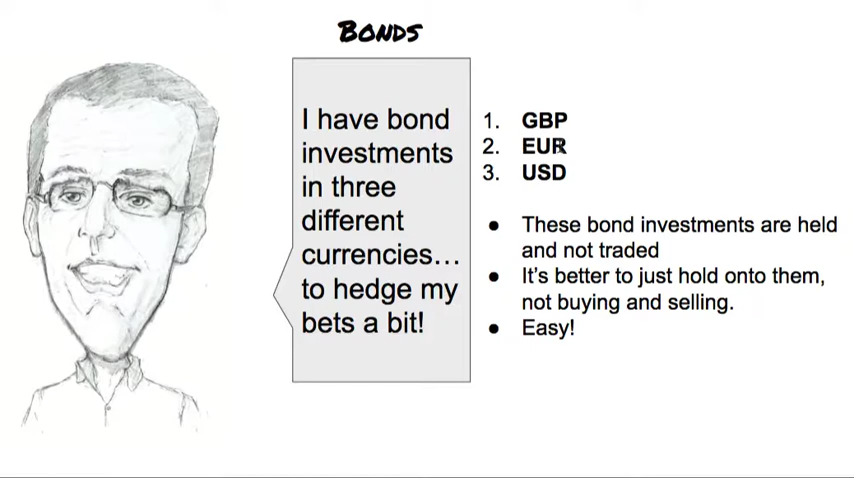 Bonds
I have bond
investments
in three
different
currencies…
to hedge my
bets a bit!
1. GBP
2. EUR
3. USD
● These bond investments are held
and not traded
● It's better to just hold onto them,
not buying and selling.
● Easy!